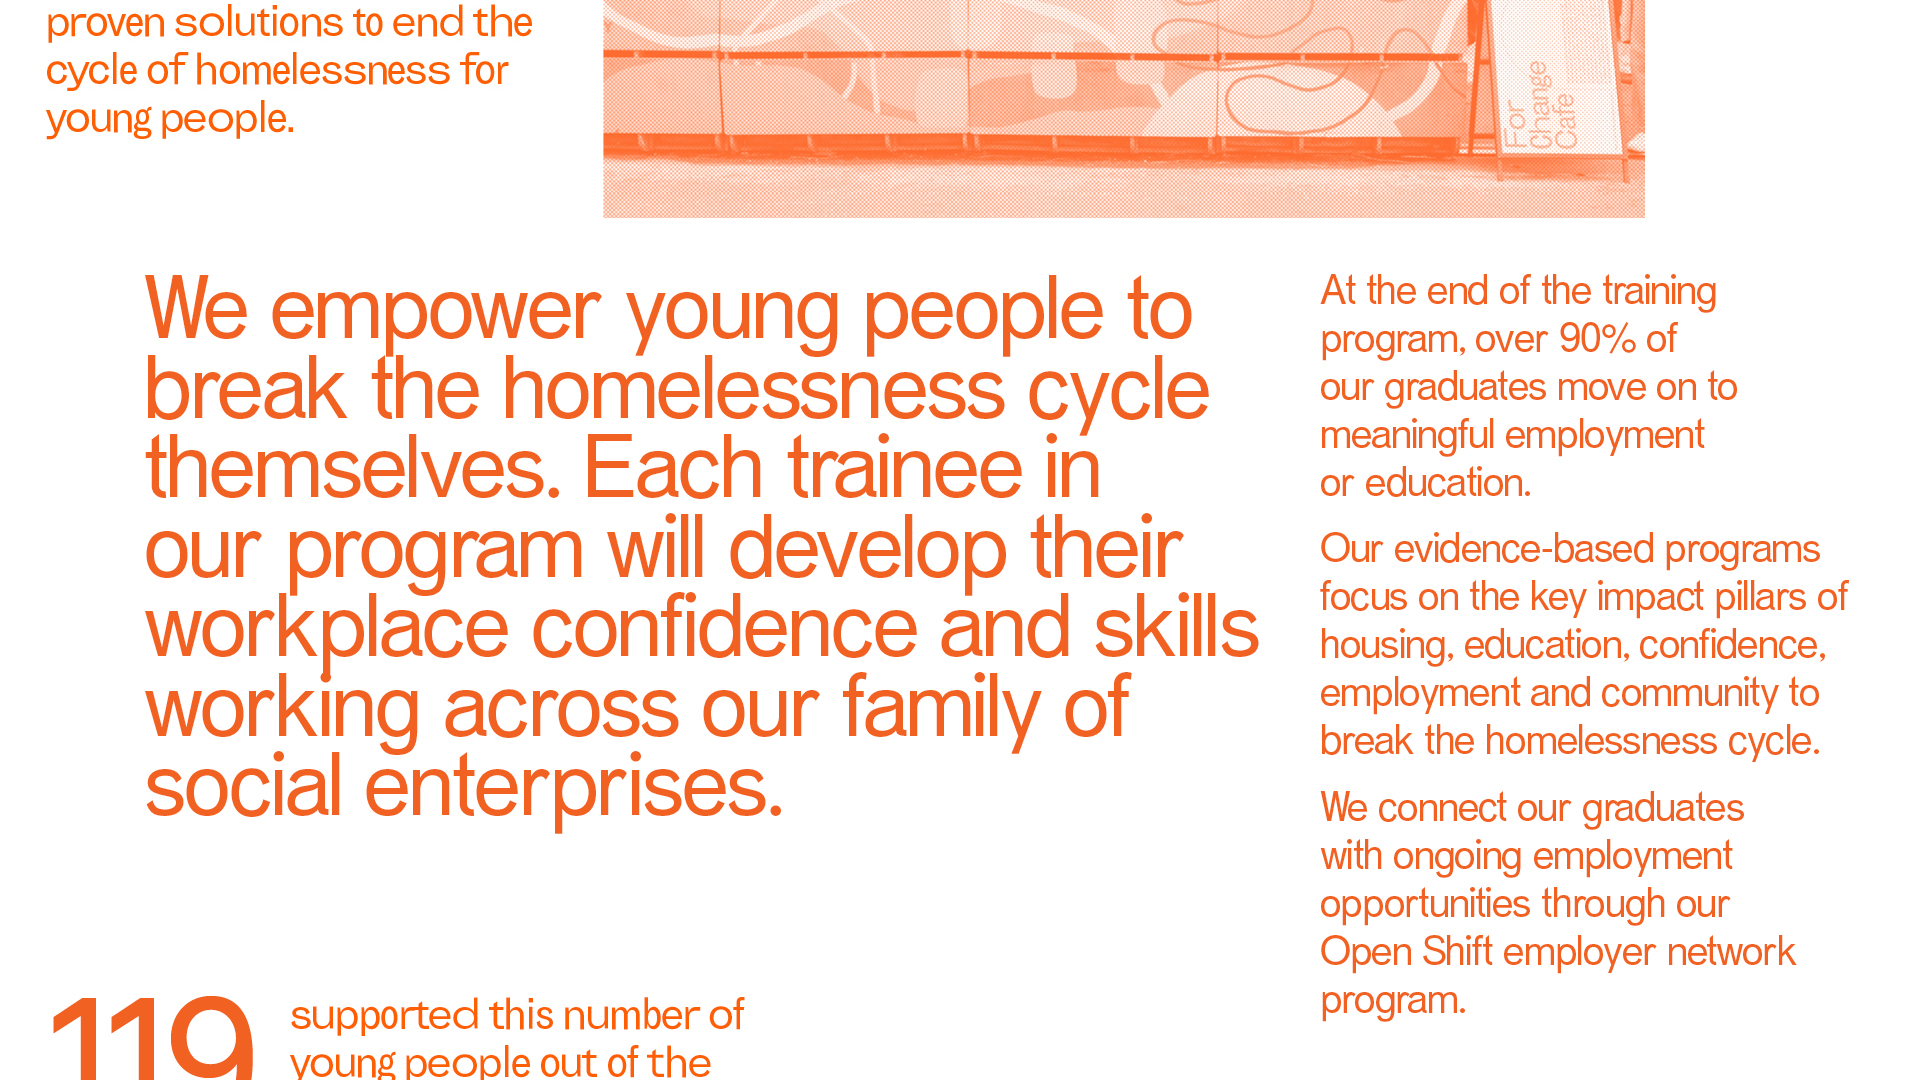 proven solutions to end the
cycle of homelessness for
young people.
For
Change
Cafe
We empower young people to
break the homelessness cycle
themselves. Each trainee in
our program will develop their
workplace confidence and skills
working across our family of
social enterprises.
At the end of the training
program, over 90% of
our graduates move on to
meaningful employment
or education.
Our evidence-based programs
focus on the key impact pillars of
housing, education, confidence,
employment and community to
break the homelessness cycle.
We connect our graduates
with ongoing employment
opportunities through our
Open Shift employer network
program.
119
supported this number of
young people out of the